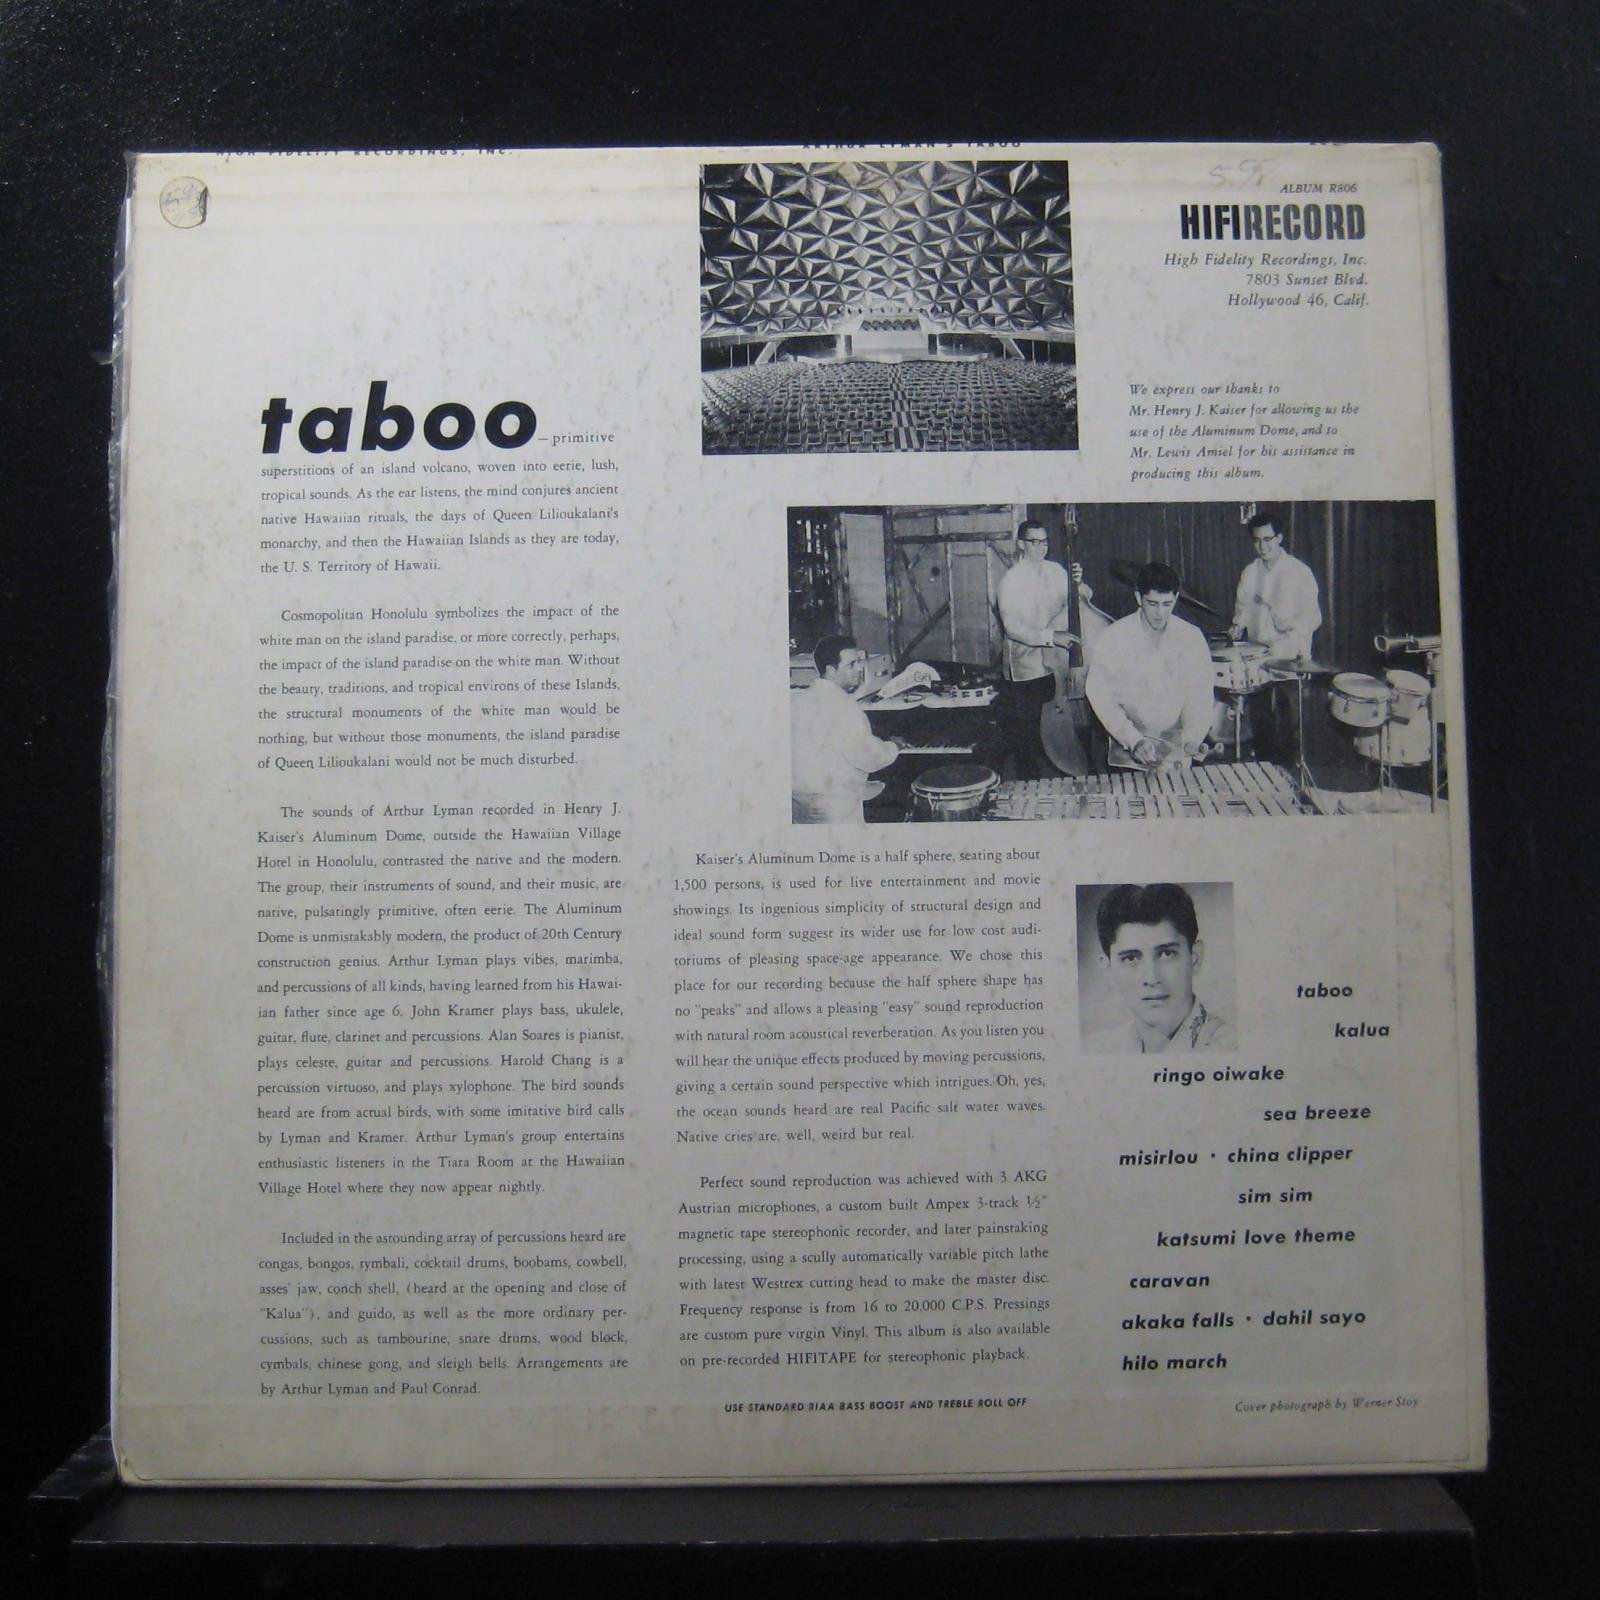 HIGH FIDELITY RECORDINGS, INC.
ARTHUR LYMAN'S TABOO
5.98
ALBUM R806
HIFIRECORD
High Fidelity Recordings, Inc.
7803 Sunset Blvd.
Hollywood 46, Calif.
We express our thanks to
Mr. Henry J. Kaiser for allowing us the
use of the Aluminum Dome, and to
Mr. Lewis Amiel for his assistance in
producing this album.
taboo — primitive
superstitions of an island volcano, woven into eerie, lush,
tropical sounds. As the ear listens, the mind conjures ancient
native Hawaiian rituals, the days of Queen Lilioukalani's
monarchy, and then the Hawaiian Islands as they are today,
the U. S. Territory of Hawaii.
Cosmopolitan Honolulu symbolizes the impact of the
white man on the island paradise, or more correctly, perhaps,
the impact of the island paradise on the white man. Without
the beauty, traditions, and tropical environs of these Islands,
the structural monuments of the white man would be
nothing, but without those monuments, the island paradise
of Queen Lilioukalani would not be much disturbed.
The sounds of Arthur Lyman recorded in Henry J.
Kaiser's Aluminum Dome, outside the Hawaiian Village
Hotel in Honolulu, contrasted the native and the modern.
The group, their instruments of sound, and their music, are
native, pulsatingly primitive, often eerie. The Aluminum
Dome is unmistakably modern, the product of 20th Century
construction genius. Arthur Lyman plays vibes, marimba,
and percussions of all kinds, having learned from his Hawai-
ian father since age 6. John Kramer plays bass, ukulele,
guitar, flute, clarinet and percussions. Alan Soares is pianist,
plays celeste, guitar and percussions. Harold Chang is a
percussion virtuoso, and plays xylophone. The bird sounds
heard are from actual birds, with some imitative bird calls
by Lyman and Kramer. Arthur Lyman's group entertains
enthusiastic listeners in the Tiara Room at the Hawaiian
Village Hotel where they now appear nightly.
Included in the astounding array of percussions heard are
congas, bongos, tymbali, cocktail drums, boobams, cowbell,
asses' jaw, conch shell, (heard at the opening and close of
"Kalua"), and guido, as well as the more ordinary per-
cussions, such as tambourine, snare drums, wood block,
cymbals, chinese gong, and sleigh bells. Arrangements are
by Arthur Lyman and Paul Conrad.
Kaiser's Aluminum Dome is a half sphere, seating about
1,500 persons, is used for live entertainment and movie
showings. Its ingenious simplicity of structural design and
ideal sound form suggest its wider use for low cost audi-
toriums of pleasing space-age appearance. We chose this
place for our recording because the half sphere shape has
no "peaks" and allows a pleasing "easy" sound reproduction
with natural room acoustical reverberation. As you listen you
will hear the unique effects produced by moving percussions,
giving a certain sound perspective which intrigues. Oh, yes,
the ocean sounds heard are real Pacific salt water waves.
Native cries are, well, weird but real.
Perfect sound reproduction was achieved with 3 AKG
Austrian microphones, a custom built Ampex 3-track ½"
magnetic tape stereophonic recorder, and later painstaking
processing, using a scully automatically variable pitch lathe
with latest Westrex cutting head to make the master disc.
Frequency response is from 16 to 20,000 C.P.S. Pressings
are custom pure virgin Vinyl. This album is also available
on pre-recorded HIFITAPE for stereophonic playback.
USE STANDARD RIAA BASS BOOST AND TREBLE ROLL OFF
taboo
kalua
ringo oiwake
sea breeze
misirlou · china clipper
sim sim
katsumi love theme
caravan
akaka falls · dahil sayo
hilo march
Cover photograph by Werner Stoy